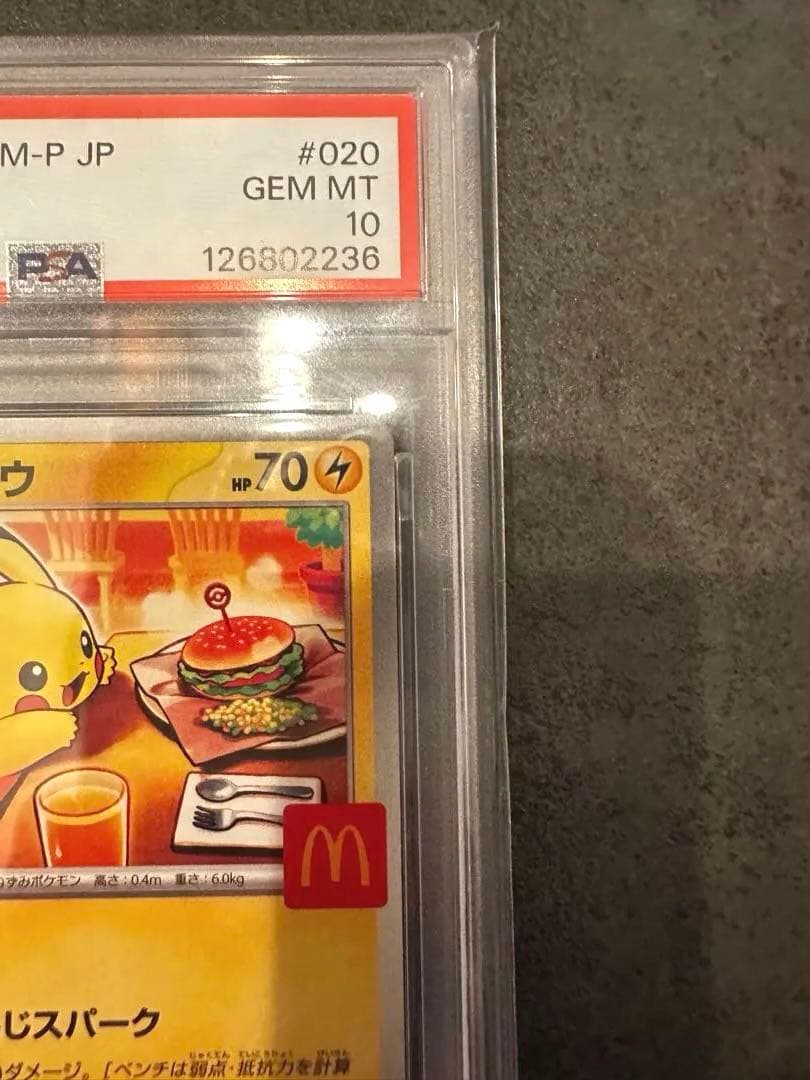 M-P JP #020
GEM MT
10
PSA 126802236
ウ HP70
M
ずみポケモン 高さ:0.4m 重さ:6.0kg
じスパーク
のダメージ。[ベンチは弱点・抵抗力を計算